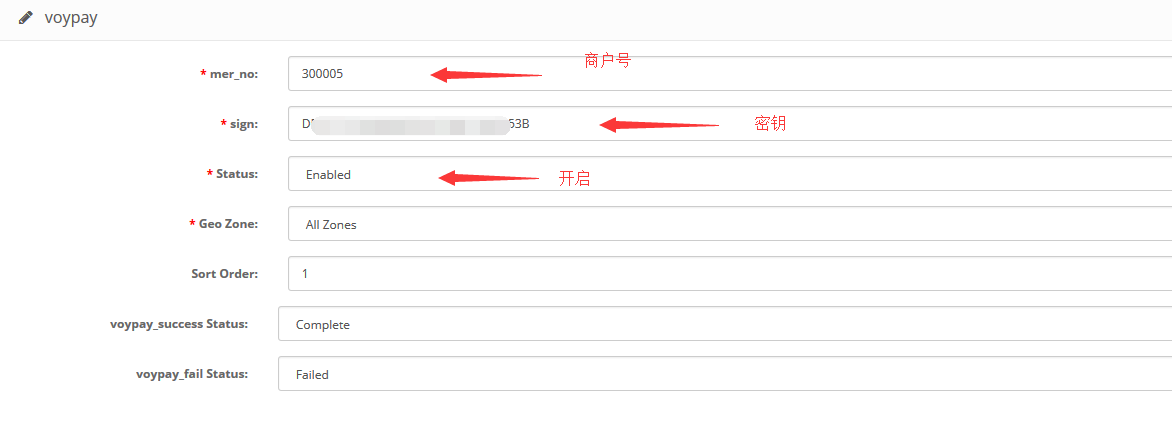 voypay
* mer_no: 300005 商户号
* sign: 53B 密钥
* Status: Enabled 开启
* Geo Zone: All Zones
Sort Order: 1
voypay_success Status: Complete
voypay_fail Status: Failed